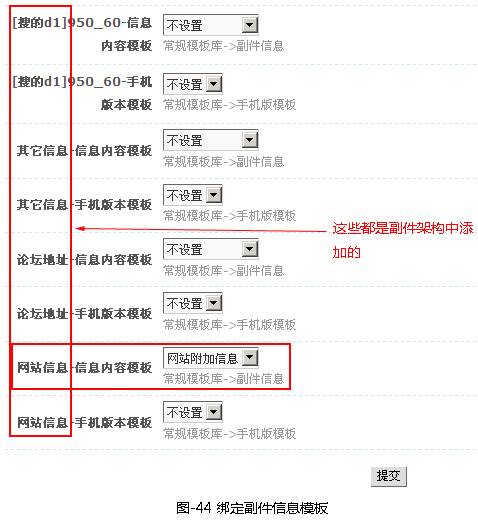 [搜的d1]950_60-信息
内容模板
不设置
常规模板库->副件信息
[搜的d1]950_60-手机
版本模板
不设置
常规模板库->手机版模板
其它信息-信息内容模板
不设置
常规模板库->副件信息
其它信息-手机版本模板
不设置
常规模板库->手机版模板
这些都是副件架构中添
加的
论坛地址-信息内容模板
不设置
常规模板库->副件信息
论坛地址-手机版本模板
不设置
常规模板库->手机版模板
网站信息-信息内容模板
网站附加信息
常规模板库->副件信息
网站信息-手机版本模板
不设置
常规模板库->手机版模板
提交
图-44 绑定副件信息模板